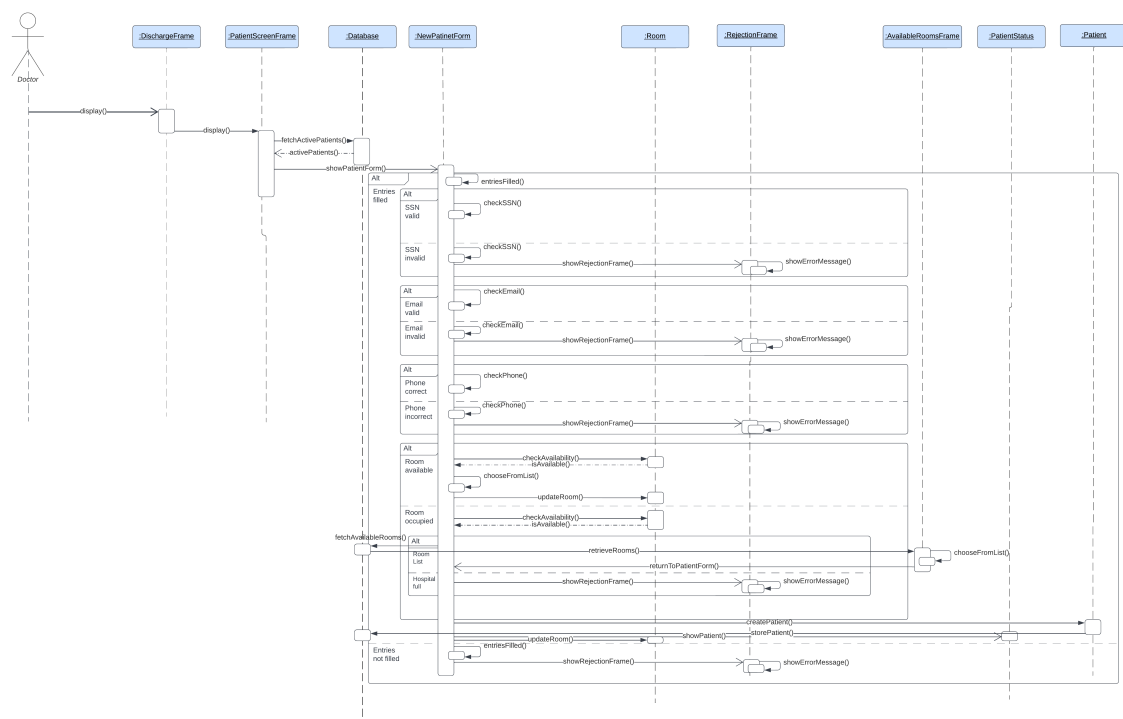 :DischargeFrame
:PatientScreenFrame
:Database
:NewPatinetForm
:Room
:RejectionFrame
:AvailableRoomsFrame
:PatientStatus
:Patient
Doctor
display()
display()
fetchActivePatients()
activePatients()
showPatientForm()
Alt
entriesFilled()
Entries
filled
Alt
SSN
valid
checkSSN()
SSN
invalid
checkSSN()
showRejectionFrame()
showErrorMessage()
Alt
Email
valid
checkEmail()
Email
invalid
checkEmail()
showRejectionFrame()
showErrorMessage()
Alt
Phone
correct
checkPhone()
Phone
incorrect
checkPhone()
showRejectionFrame()
showErrorMessage()
Alt
Room
available
checkAvailability()
isAvailable()
chooseFromList()
updateRoom()
Room
occupied
checkAvailability()
isAvailable()
fetchAvailableRooms()
Alt
Room
List
retrieveRooms()
chooseFromList()
returnToPatientForm()
Hospital
full
showRejectionFrame()
showErrorMessage()
createPatient()
storePatient()
showPatient()
updateRoom()
Entries
not filled
entriesFilled()
showRejectionFrame()
showErrorMessage()